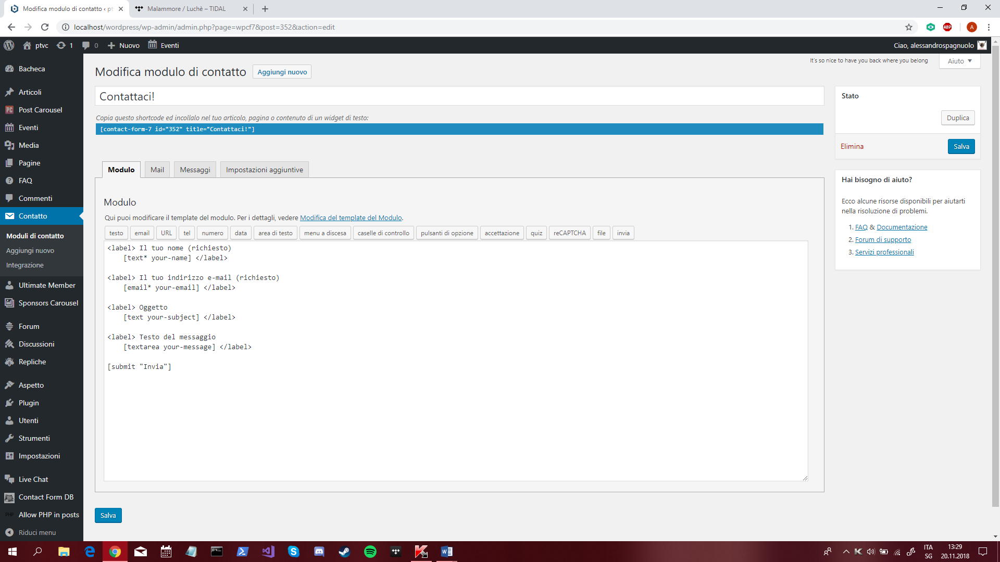 Modifica modulo di contatto ‹ pt
Malammore / Luchè – TIDAL
localhost/wordpress/wp-admin/admin.php?page=wpcf7&post=352&action=edit
ABP
A
ptvc
1
0
Nuovo
Eventi
Ciao, alessandrospagnuolo
Bacheca
Articoli
PC Post Carousel
Eventi
Media
Pagine
FAQ
Commenti
Contatto
Moduli di contatto
Aggiungi nuovo
Integrazione
Ultimate Member
Sponsors Carousel
Forum
Discussioni
Repliche
Aspetto
Plugin
Utenti
Strumenti
Impostazioni
Live Chat
Contact Form DB
PHP Allow PHP in posts
Riduci menu
It's so nice to have you back where you belong
Aiuto
Modifica modulo di contatto
Aggiungi nuovo
Contattaci!
Copia questo shortcode ed incollalo nel tuo articolo, pagina o contenuto di un widget di testo:
[contact-form-7 id="352" title="Contattaci!"]
Modulo
Mail
Messaggi
Impostazioni aggiuntive
Modulo
Qui puoi modificare il template del modulo. Per i dettagli, vedere Modifica del template del Modulo.
testo
email
URL
tel
numero
data
area di testo
menu a discesa
caselle di controllo
pulsanti di opzione
accettazione
quiz
reCAPTCHA
file
invia
<label> Il tuo nome (richiesto)
[text* your-name] </label>
<label> Il tuo indirizzo e-mail (richiesto)
[email* your-email] </label>
<label> Oggetto
[text your-subject] </label>
<label> Testo del messaggio
[textarea your-message] </label>
[submit "Invia"]
Salva
Stato
Duplica
Elimina
Salva
Hai bisogno di aiuto?
Ecco alcune risorse disponibili per aiutarti
nella risoluzione di problemi.
1. FAQ & Documentazione
2. Forum di supporto
3. Servizi professionali
ITA
SG
13:29
20.11.2018